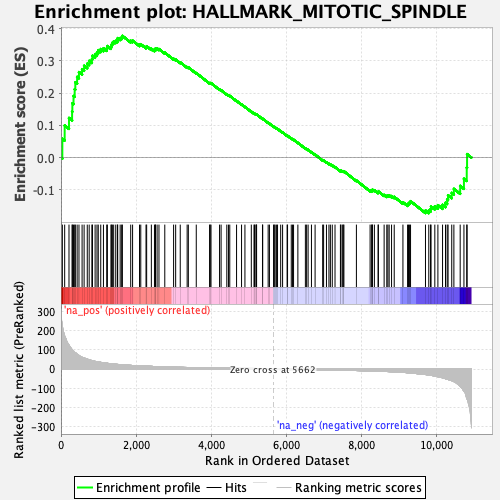 Enrichment plot: HALLMARK_MITOTIC_SPINDLE
Enrichment score (ES)
0.4
0.3
0.2
0.1
0.0
-0.1
'na_pos' (positively correlated)
Ranked list metric (PreRanked)
300
200
100
0
-100
-200
-300
Zero cross at 5662
'na_neg' (negatively correlated)
0
2,000
4,000
6,000
8,000
10,000
Rank in Ordered Dataset
Enrichment profile
Hits
Ranking metric scores